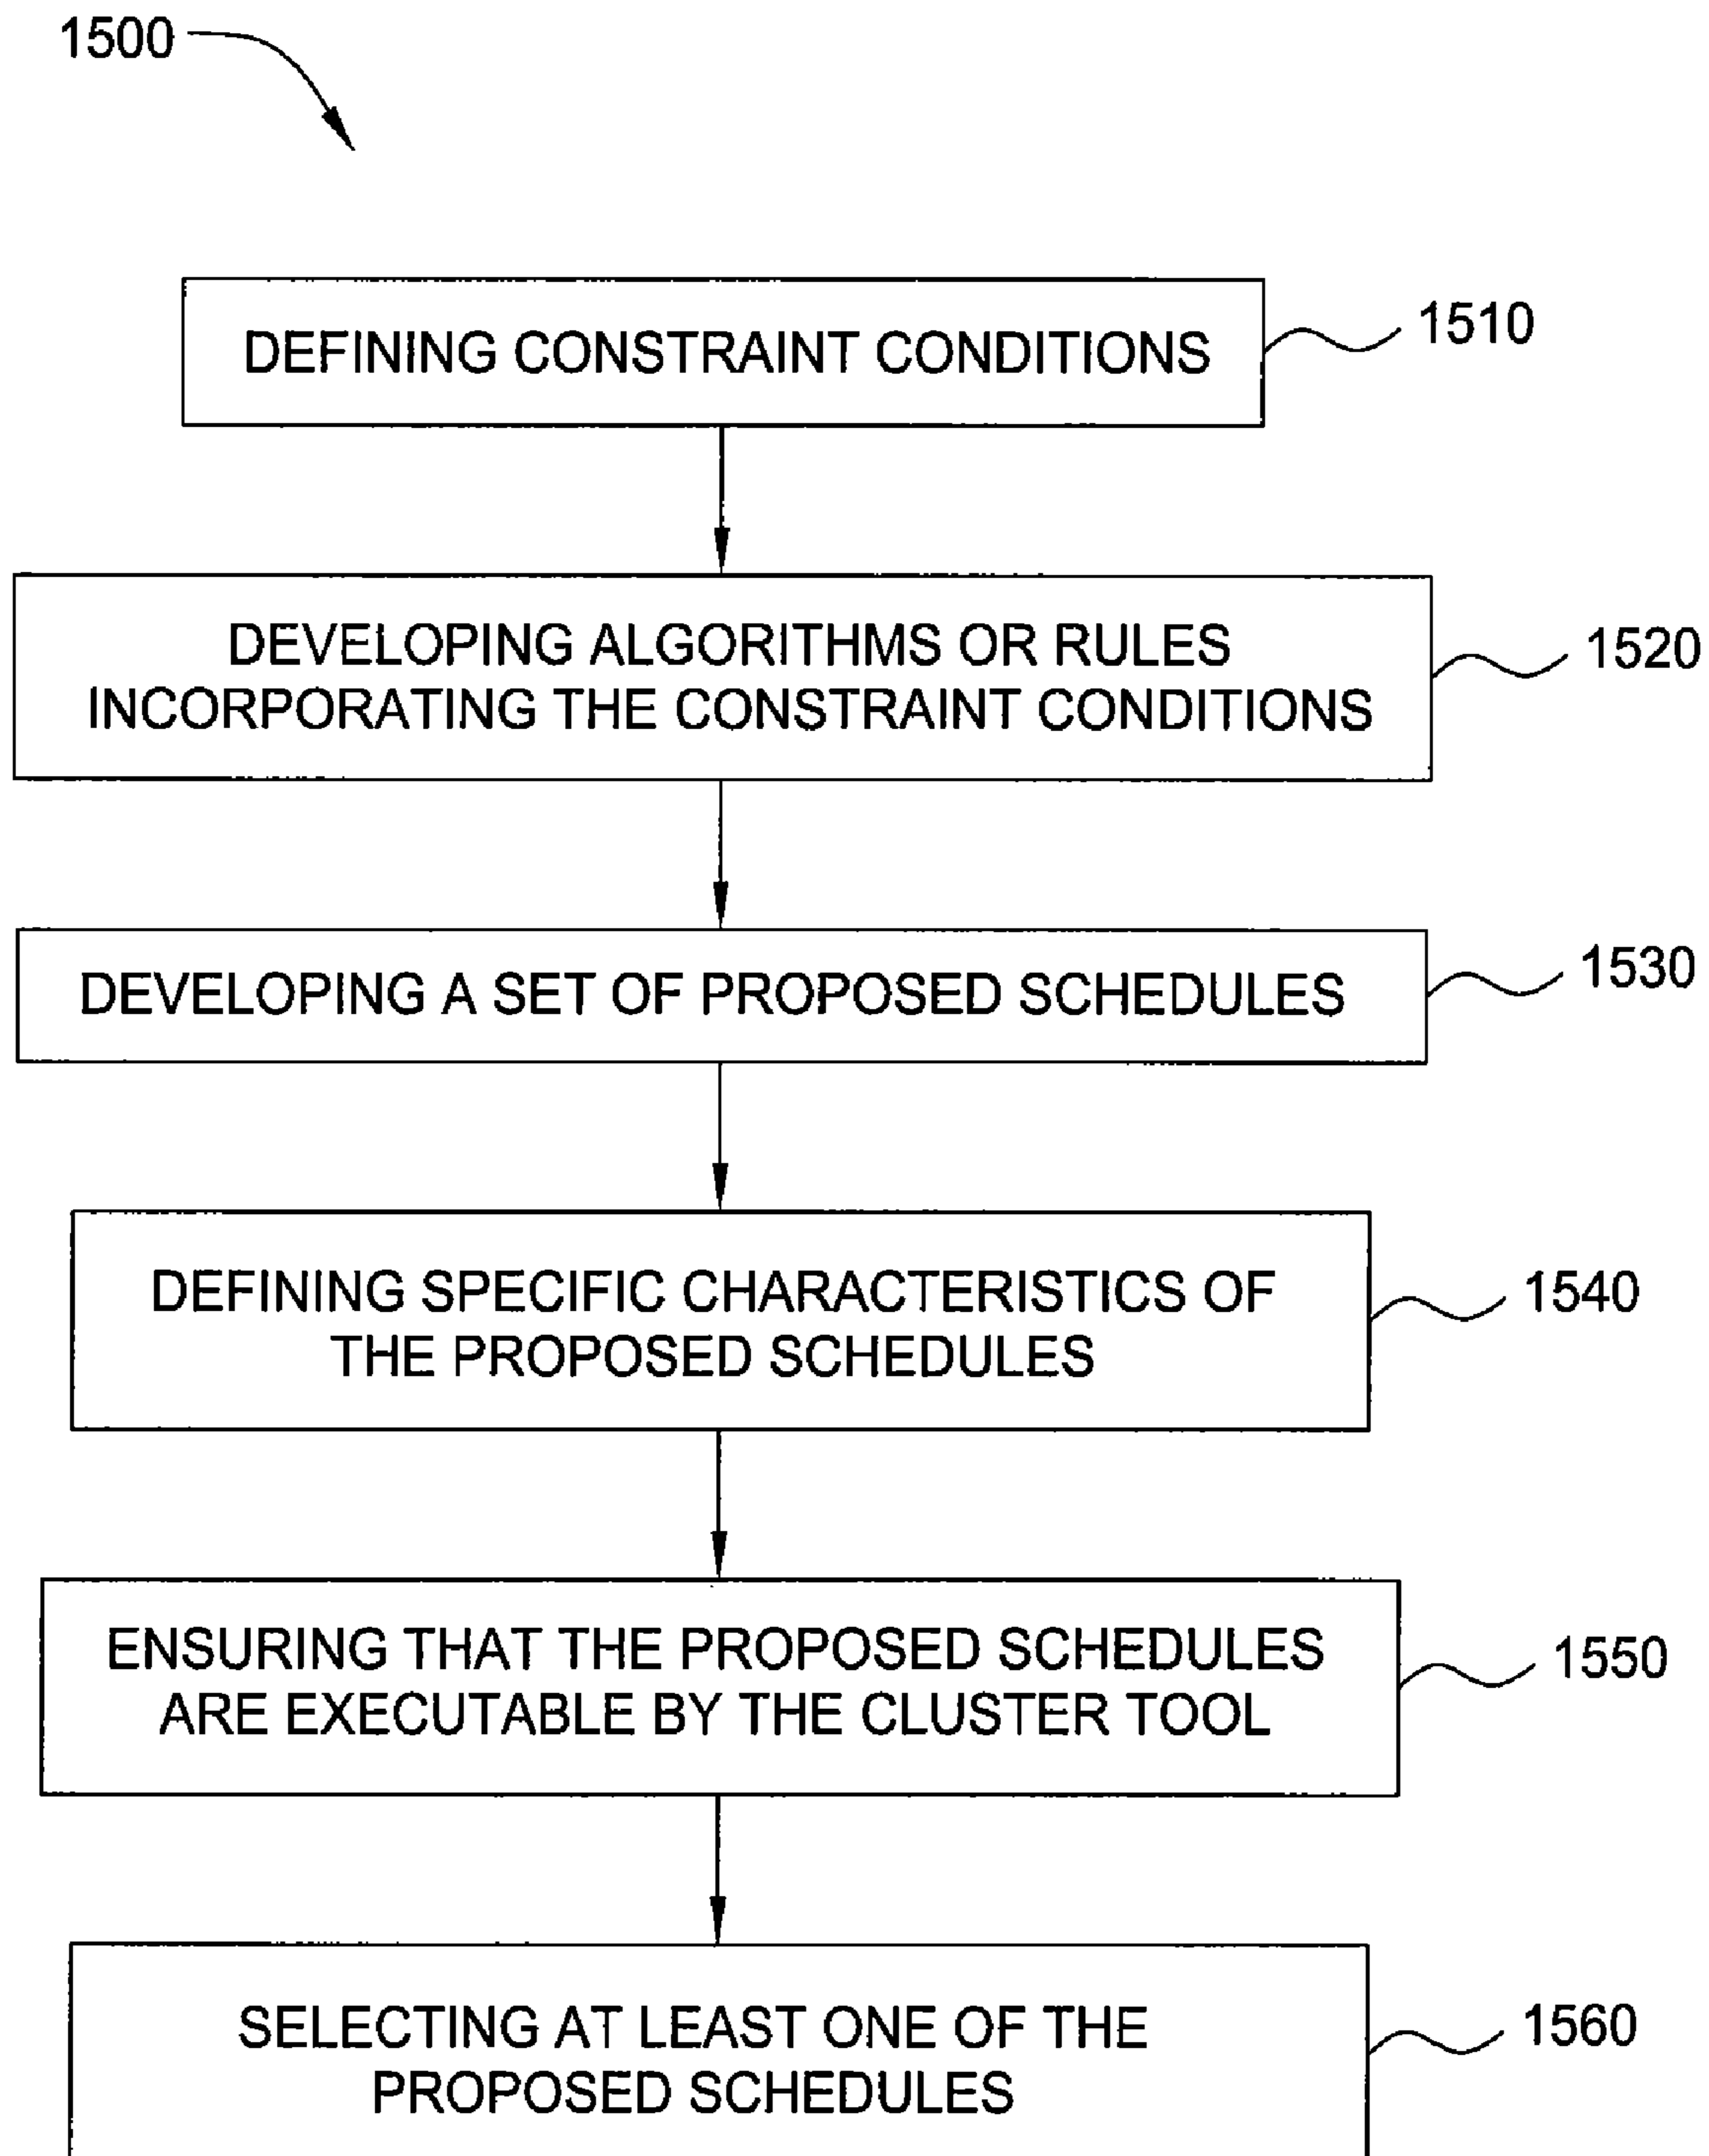 1500
DEFINING CONSTRAINT CONDITIONS
1510
DEVELOPING ALGORITHMS OR RULES
INCORPORATING THE CONSTRAINT CONDITIONS
1520
DEVELOPING A SET OF PROPOSED SCHEDULES
1530
DEFINING SPECIFIC CHARACTERISTICS OF
THE PROPOSED SCHEDULES
1540
ENSURING THAT THE PROPOSED SCHEDULES
ARE EXECUTABLE BY THE CLUSTER TOOL
1550
SELECTING AT LEAST ONE OF THE
PROPOSED SCHEDULES
1560